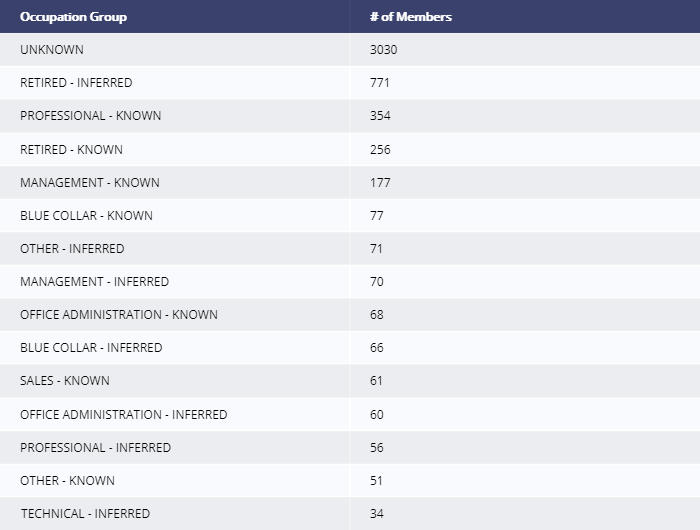 Occupation Group # of Members
UNKNOWN 3030
RETIRED - INFERRED 771
PROFESSIONAL - KNOWN 354
RETIRED - KNOWN 256
MANAGEMENT - KNOWN 177
BLUE COLLAR - KNOWN 77
OTHER - INFERRED 71
MANAGEMENT - INFERRED 70
OFFICE ADMINISTRATION - KNOWN 68
BLUE COLLAR - INFERRED 66
SALES - KNOWN 61
OFFICE ADMINISTRATION - INFERRED 60
PROFESSIONAL - INFERRED 56
OTHER - KNOWN 51
TECHNICAL - INFERRED 34